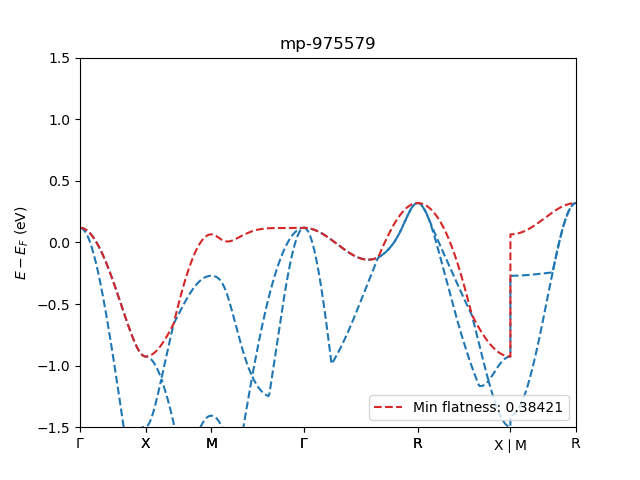 mp-975579
E − E_F (eV)
1.5
1.0
0.5
0.0
−0.5
−1.0
−1.5
Min flatness: 0.38421
Γ X M Γ R X | M R